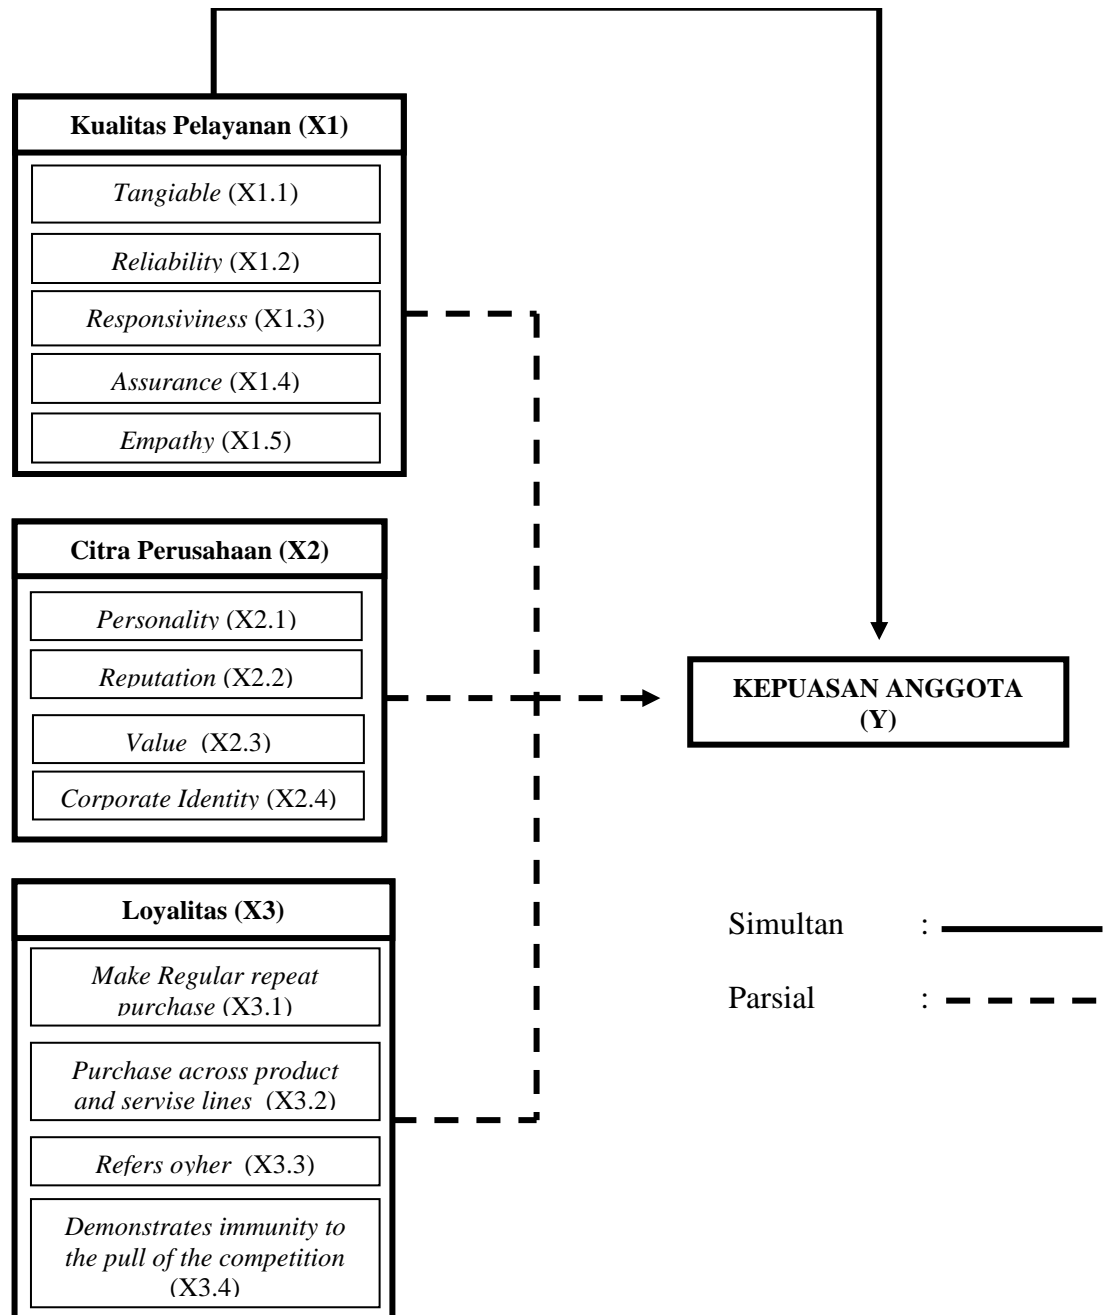 Kualitas Pelayanan (X1)
Tangiable (X1.1)
Reliability (X1.2)
Responsiviness (X1.3)
Assurance (X1.4)
Empathy (X1.5)
Citra Perusahaan (X2)
Personality (X2.1)
Reputation (X2.2)
Value (X2.3)
Corporate Identity (X2.4)
KEPUASAN ANGGOTA
(Y)
Loyalitas (X3)
Make Regular repeat
purchase (X3.1)
Purchase across product
and servise lines (X3.2)
Refers oyher (X3.3)
Demonstrates immunity to
the pull of the competition
(X3.4)
Simultan :
Parsial :